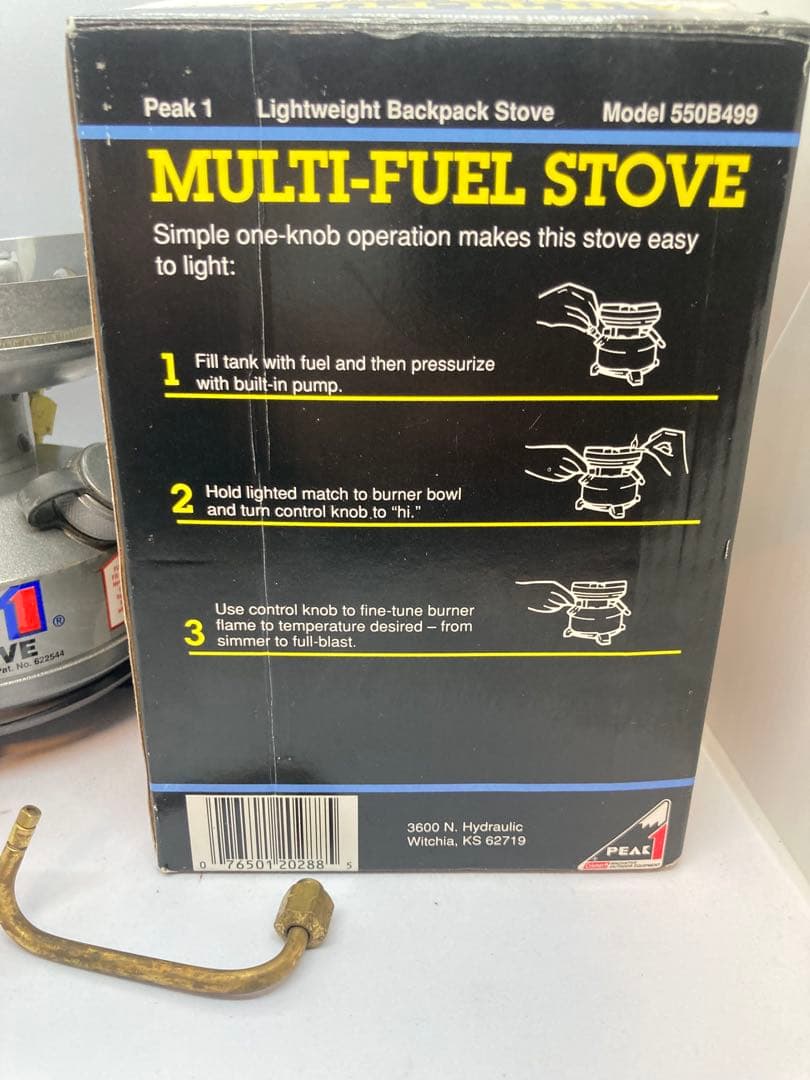 Peak 1 Lightweight Backpack Stove Model 550B499
MULTI-FUEL STOVE
Simple one-knob operation makes this stove easy
to light:
1 Fill tank with fuel and then pressurize
with built-in pump.
2 Hold lighted match to burner bowl
and turn control knob to “hi.”
3 Use control knob to fine-tune burner
flame to temperature desired – from
simmer to full-blast.
0 76501 20288 5
3600 N. Hydraulic
Witchia, KS 62719
PEAK 1
1®
VE
Pat. No. 622544